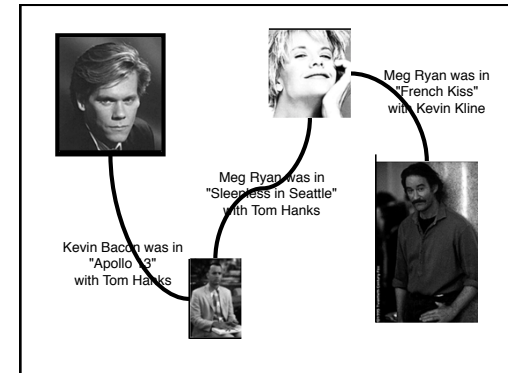 Meg Ryan was in
"French Kiss"
with Kevin Kline
Meg Ryan was in
"Sleepless in Seattle"
with Tom Hanks
Kevin Bacon was in
"Apollo 13"
with Tom Hanks